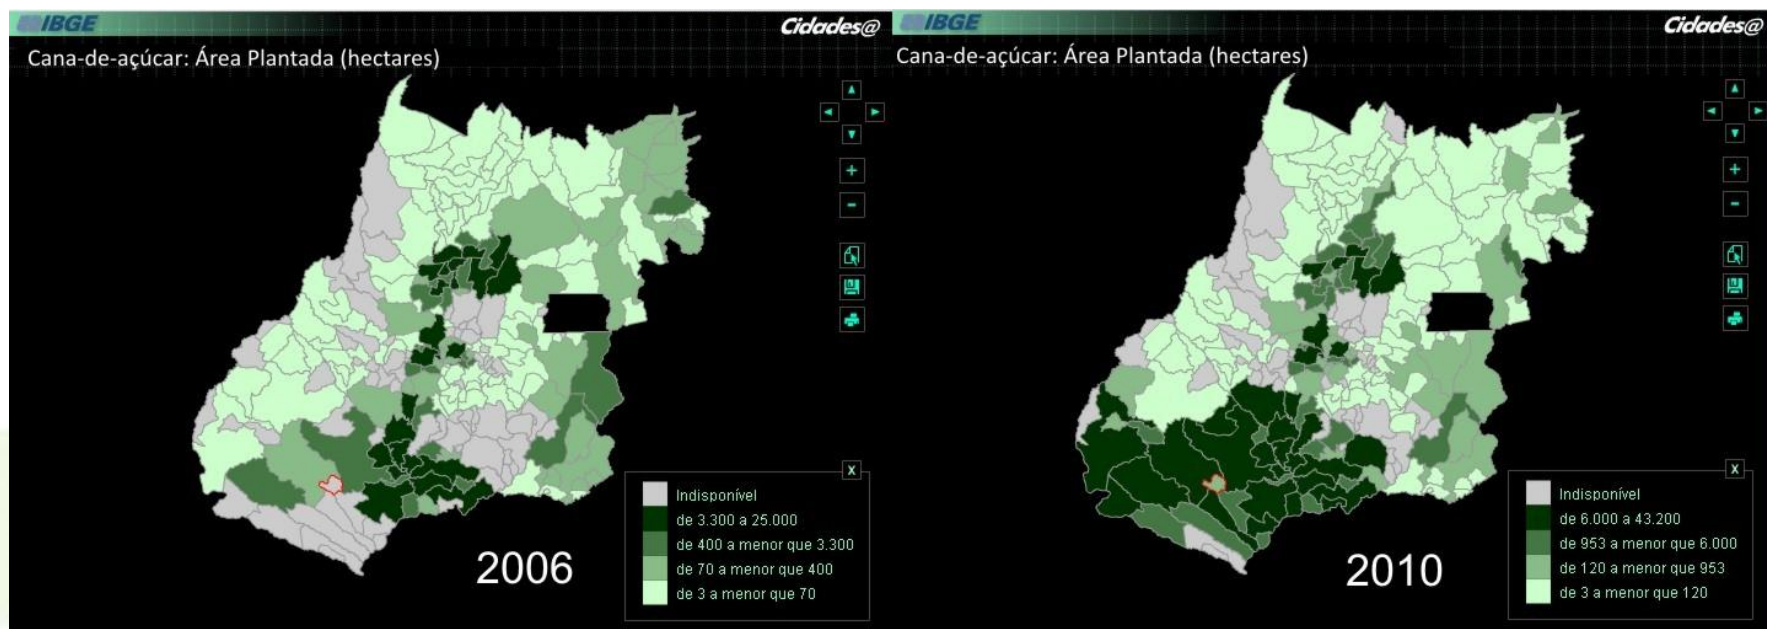 IBGE
Cidades@
Cana-de-açúcar: Área Plantada (hectares)
+
-
X
Indisponível
de 3.300 a 25.000
de 400 a menor que 3.300
de 70 a menor que 400
de 3 a menor que 70
2006
IBGE
Cidades@
Cana-de-açúcar: Área Plantada (hectares)
+
-
X
Indisponível
de 6.000 a 43.200
de 953 a menor que 6.000
de 120 a menor que 953
de 3 a menor que 120
2010